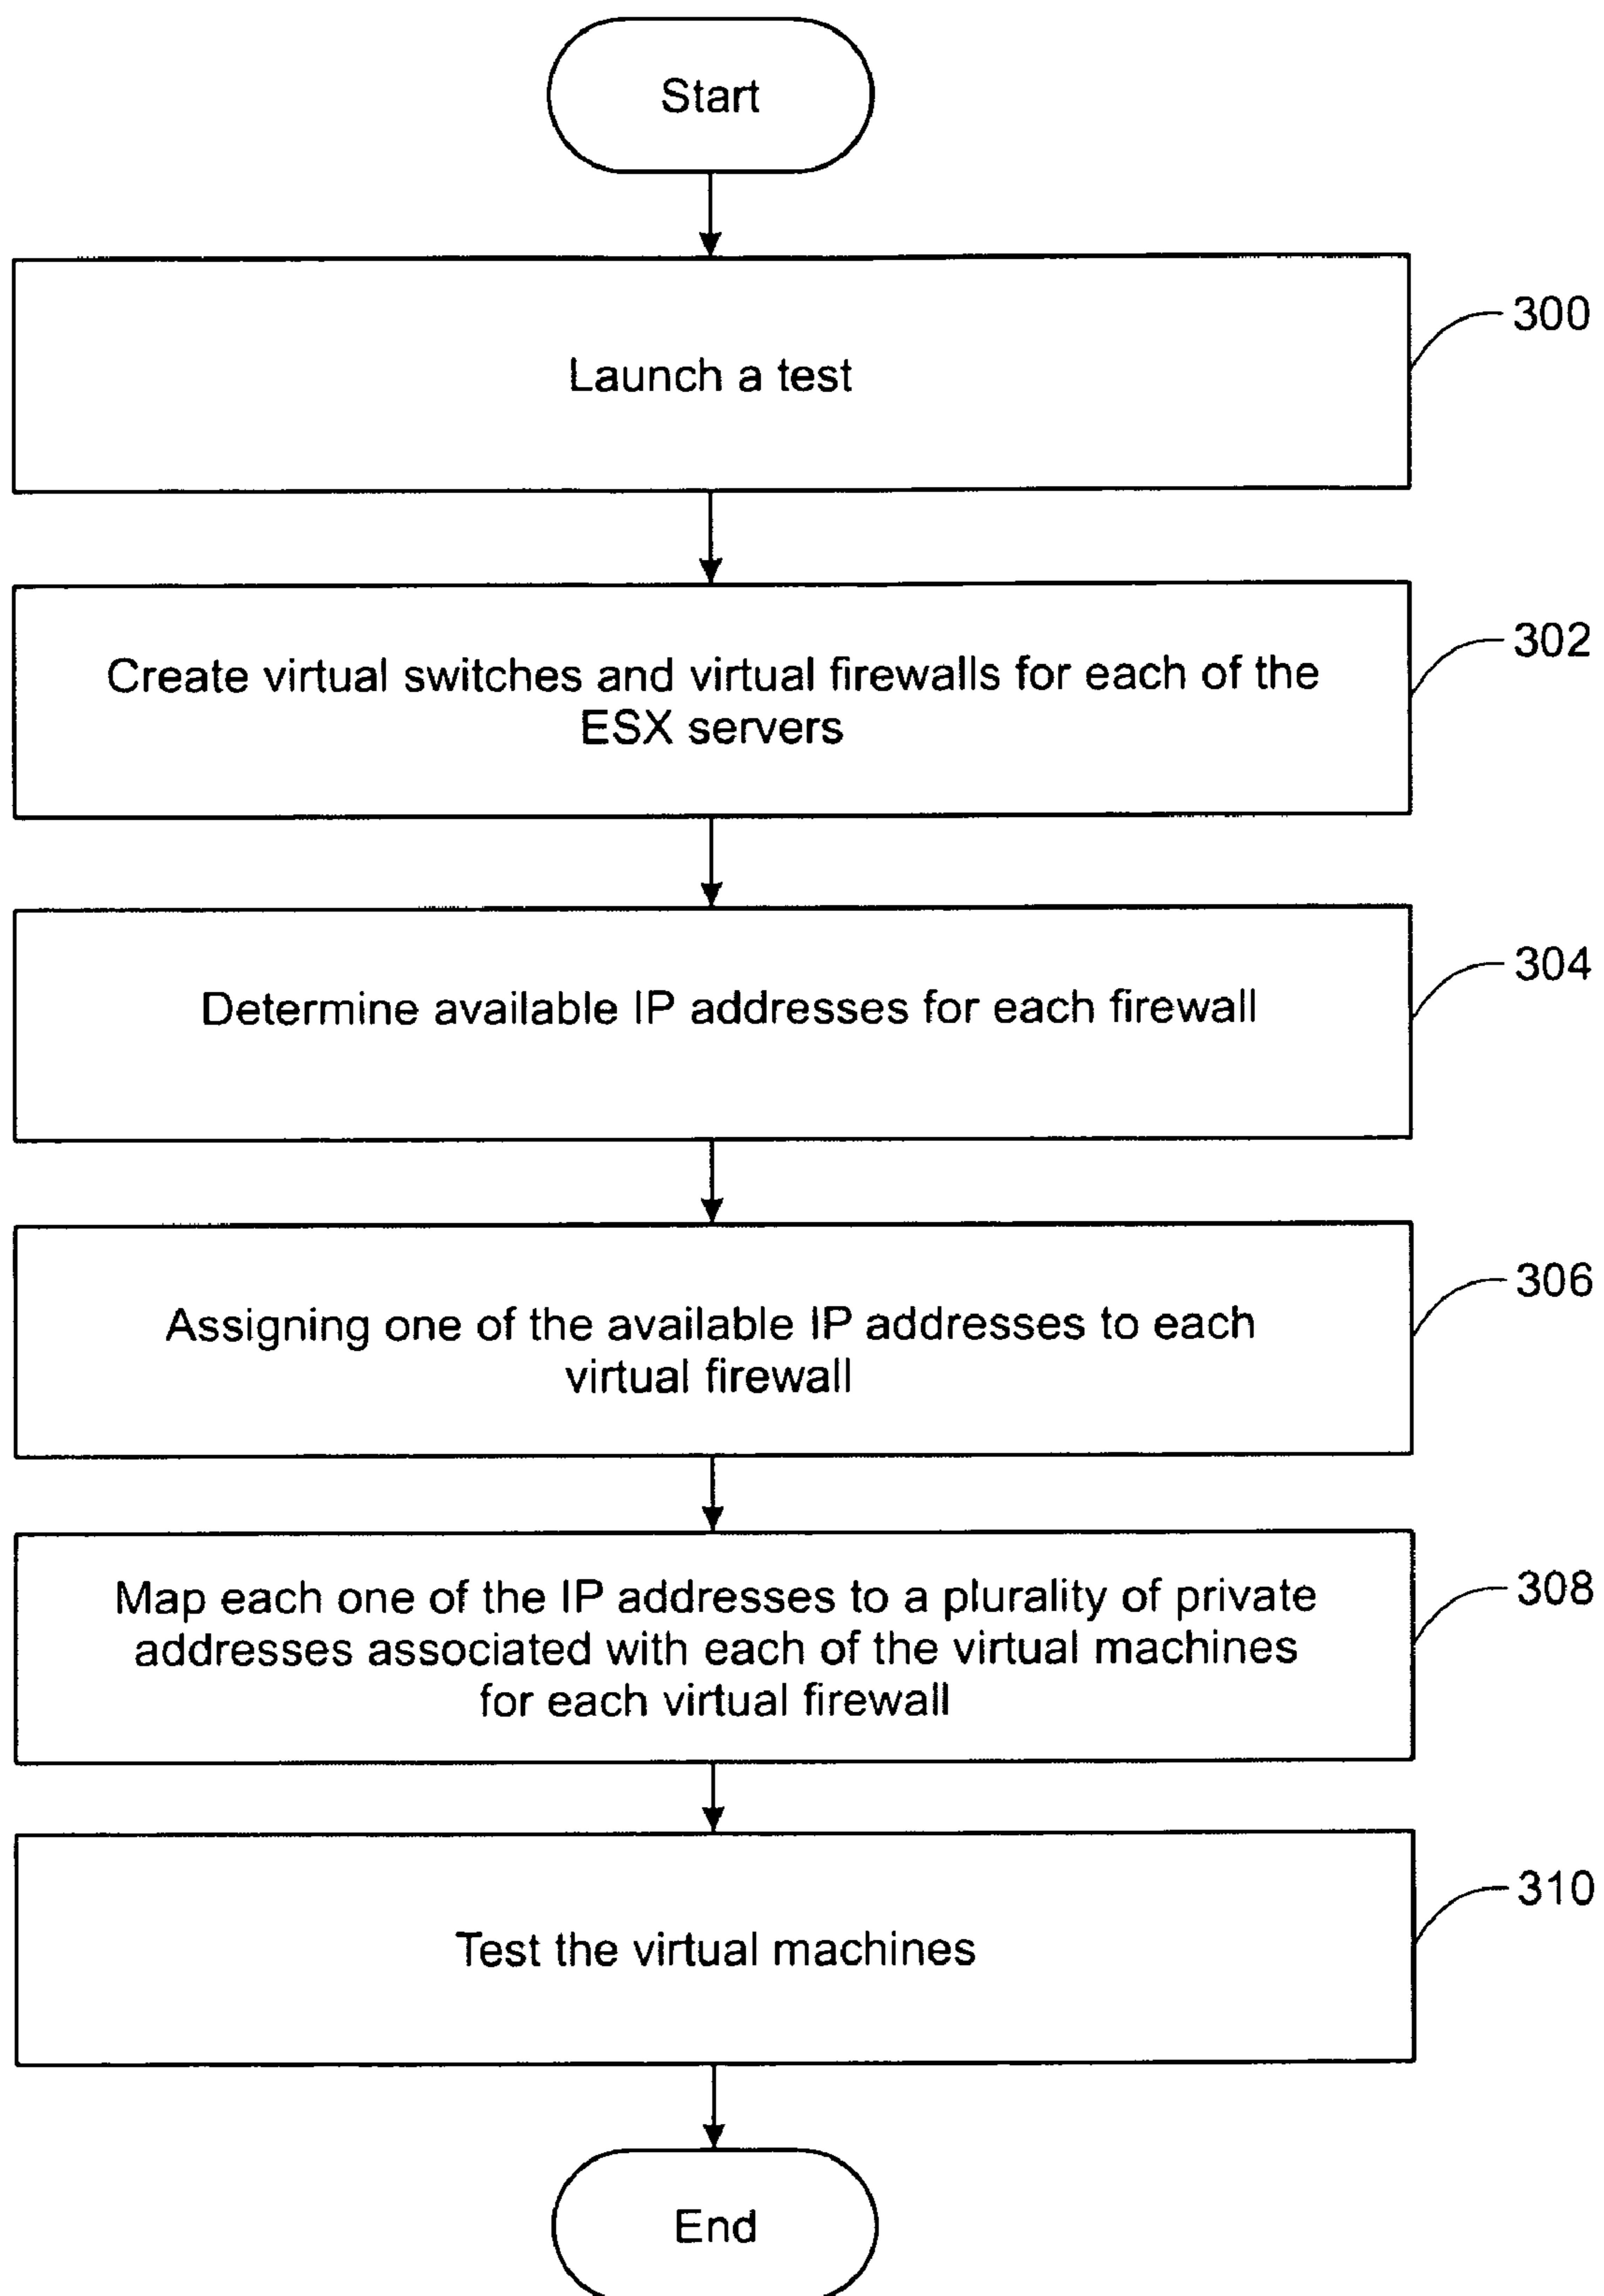 Start
Launch a test
300
Create virtual switches and virtual firewalls for each of the
ESX servers
302
Determine available IP addresses for each firewall
304
Assigning one of the available IP addresses to each
virtual firewall
306
Map each one of the IP addresses to a plurality of private
addresses associated with each of the virtual machines
for each virtual firewall
308
Test the virtual machines
310
End